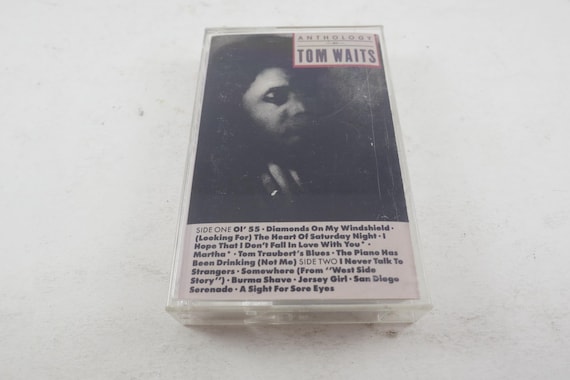 ANTHOLOGY
OF
TOM WAITS
SIDE ONE Ol' 55 · Diamonds On My Windshield ·
(Looking For) The Heart Of Saturday Night · I
Hope That I Don't Fall In Love With You* ·
Martha* · Tom Traubert's Blues · The Piano Has
Been Drinking (Not Me) SIDE TWO I Never Talk To
Strangers · Somewhere (From "West Side
Story") · Burma Shave · Jersey Girl · San Diego
Serenade · A Sight For Sore Eyes